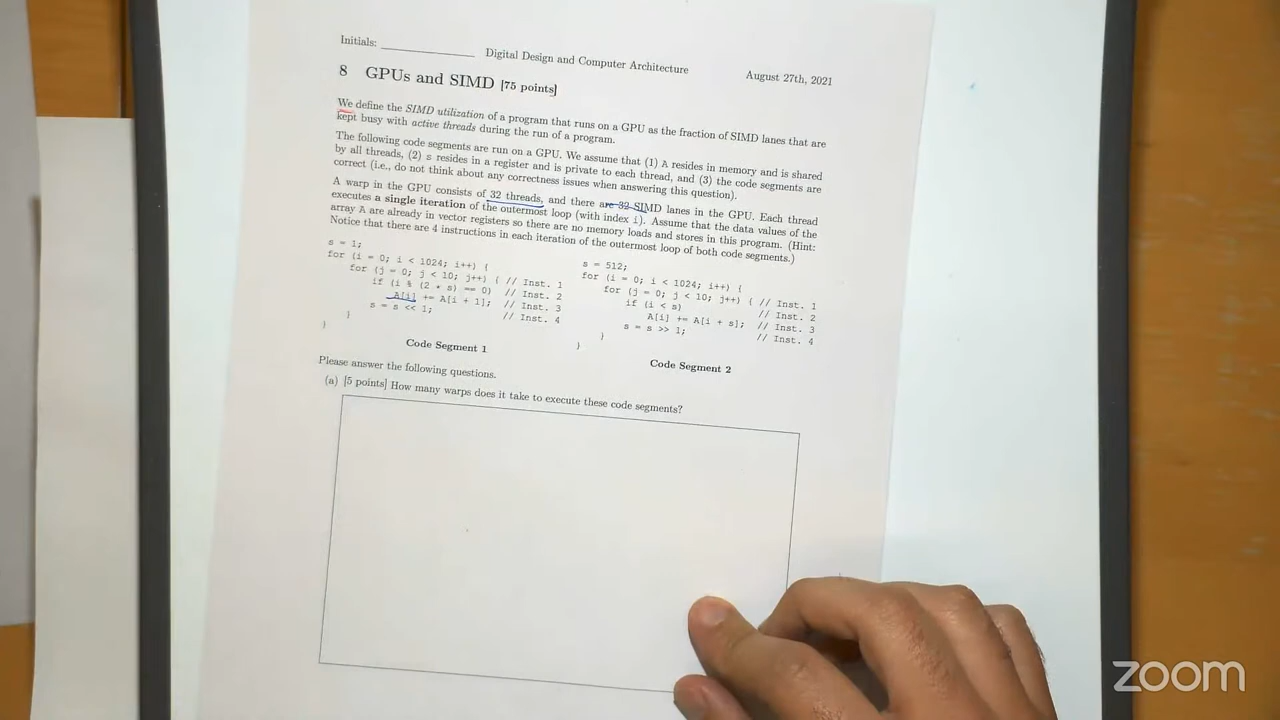 Initials: ____________ Digital Design and Computer Architecture August 27th, 2021
8 GPUs and SIMD [75 points]
We define the SIMD utilization of a program that runs on a GPU as the fraction of SIMD lanes that are
kept busy with active threads during the run of a program.
The following code segments are run on a GPU. We assume that (1) A resides in memory and is shared
by all threads, (2) s resides in a register and is private to each thread, and (3) the code segments are
correct (i.e., do not think about any correctness issues when answering this question).
A warp in the GPU consists of 32 threads, and there are 32 SIMD lanes in the GPU. Each thread
executes a single iteration of the outermost loop (with index i). Assume that the data values of the
array A are already in vector registers so there are no memory loads and stores in this program. (Hint:
Notice that there are 4 instructions in each iteration of the outermost loop of both code segments.)
s = 1;
for (i = 0; i < 1024; i++) {
for (j = 0; j < 10; j++) { // Inst. 1
if (i % (2 * s) == 0) // Inst. 2
A[i] += A[i + 1]; // Inst. 3
s = s << 1; // Inst. 4
}
}
Code Segment 1
s = 512;
for (i = 0; i < 1024; i++) {
for (j = 0; j < 10; j++) { // Inst. 1
if (i < s) // Inst. 2
A[i] += A[i + s]; // Inst. 3
s = s >> 1; // Inst. 4
}
}
Code Segment 2
Please answer the following questions.
(a) [5 points] How many warps does it take to execute these code segments?
zoom